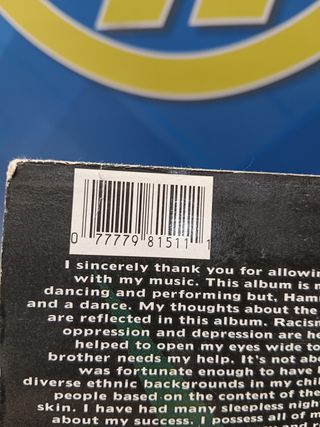 0 77779 81511 1
I sincerely thank you for allowin
with my music. This album is m
dancing and performing but, Ham
and a dance. My thoughts about the
are reflected in this album. Racism
oppression and depression are he
helped to open my eyes wide to
brother needs my help. It's not abo
was fortunate enough to have
diverse ethnic backgrounds in my chil
people based on the content of the
skin. I have had many sleepless night
about my success. I possess all of m
and r